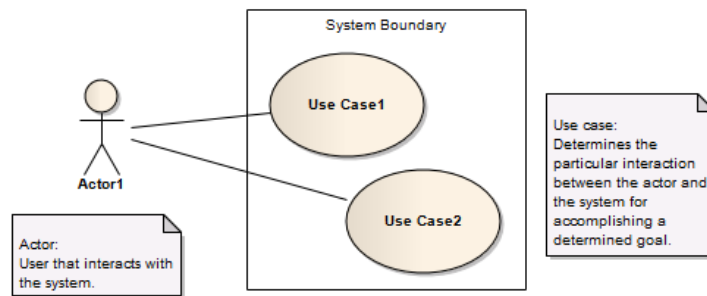 System Boundary
Use Case1
Use Case2
Actor1
Actor:
User that interacts with
the system.
Use case:
Determines the
particular interaction
between the actor and
the system for
accomplishing a
determined goal.